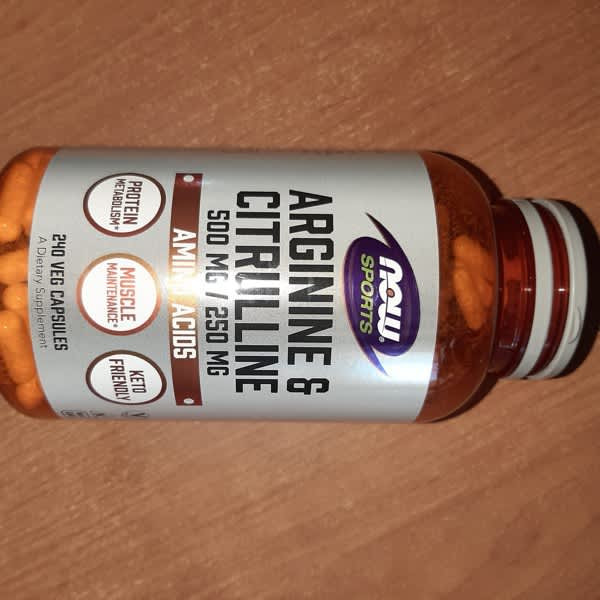 NOW®
SPORTS
ARGININE &
CITRULLINE
500 MG / 250 MG
AMINO ACIDS
PROTEIN
METABOLISM*
MUSCLE
MAINTENANCE*
KETO
FRIENDLY
240 VEG CAPSULES
A Dietary Supplement